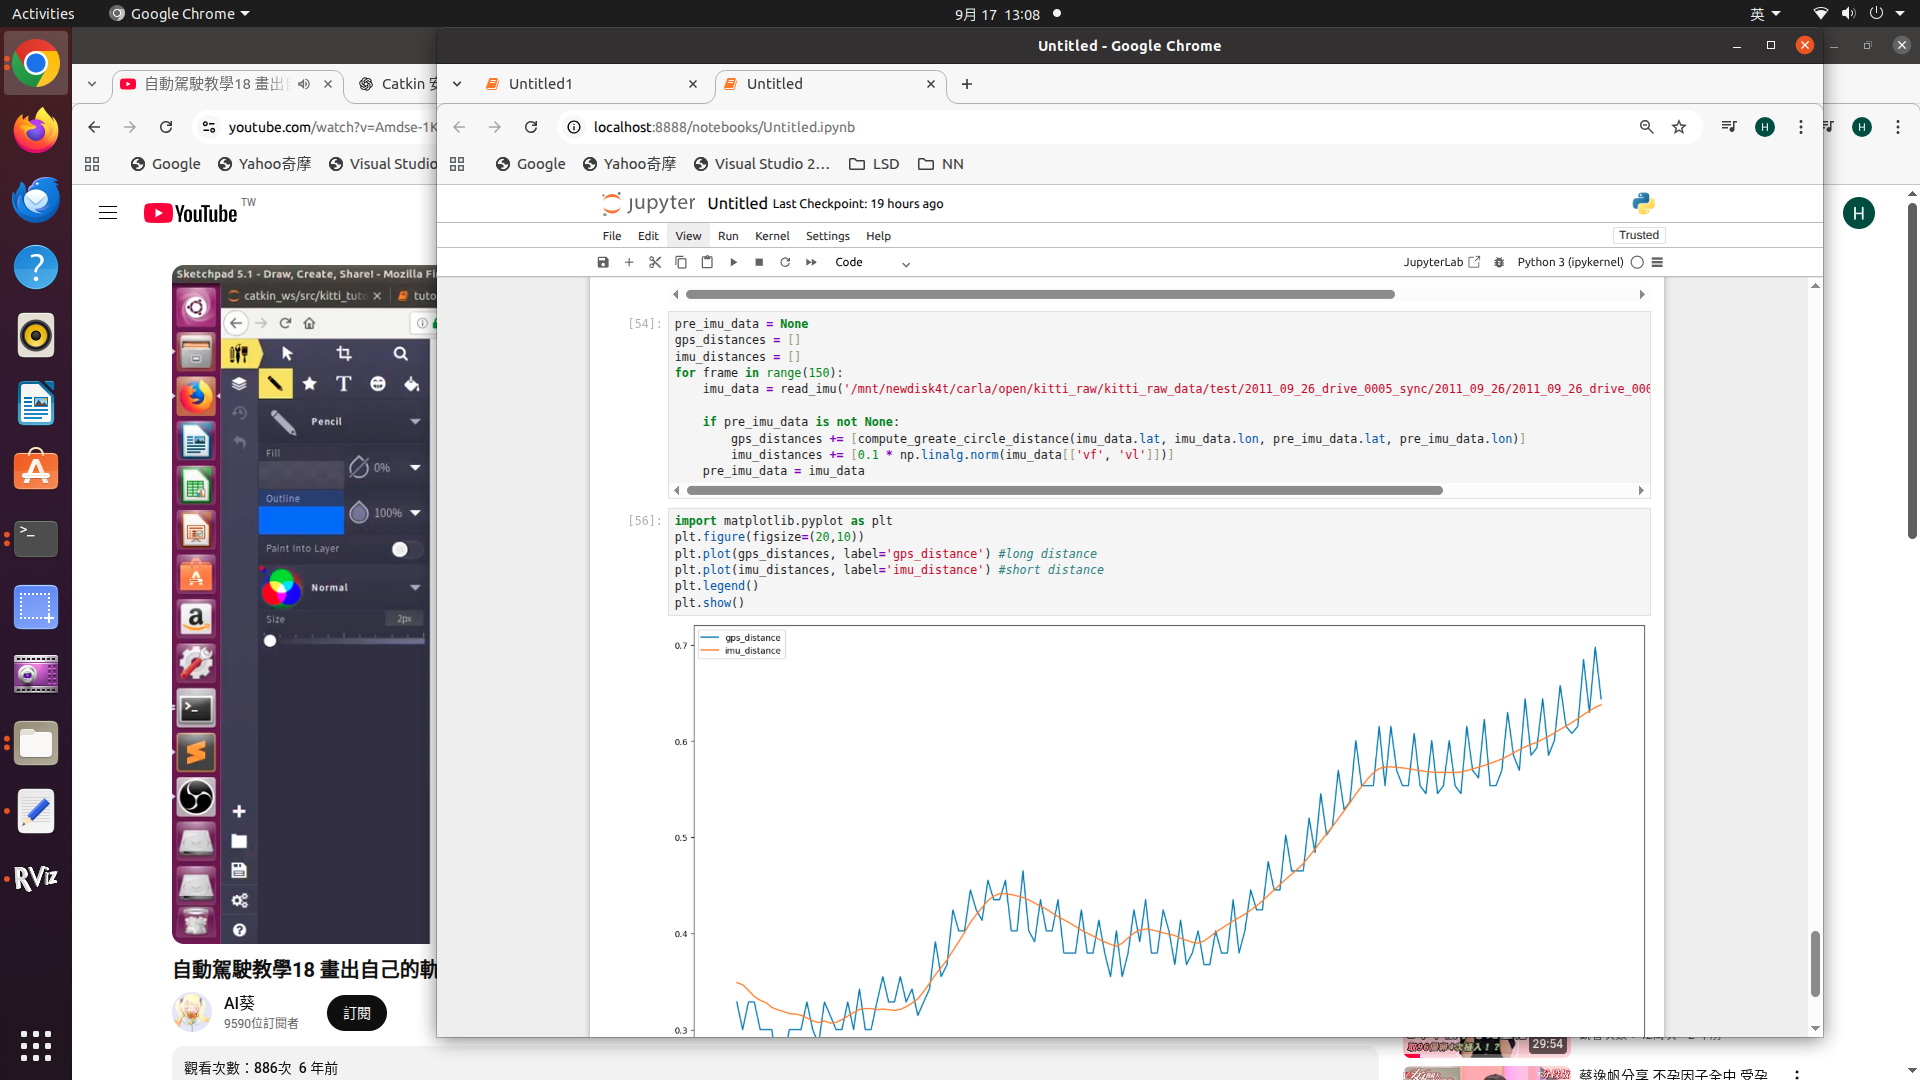 Activities
Google Chrome
9月 17 13:08
英
Untitled - Google Chrome
自動駕駛教學18 畫出
Catkin
Untitled1
Untitled
youtube.com/watch?v=Amdse-1K
localhost:8888/notebooks/Untitled.ipynb
H
H
Google
Yahoo奇摩
Visual Studio
Google
Yahoo奇摩
Visual Studio 2…
LSD
NN
YouTube TW
jupyter Untitled Last Checkpoint: 19 hours ago
H
File Edit View Run Kernel Settings Help
Trusted
Code
JupyterLab
Python 3 (ipykernel)
Sketchpad 5.1 - Draw, Create, Share! - Mozilla Fi
catkin_ws/src/kitti_tuto
tuto
Pencil
Fill
0%
Outline
100%
Paint Into Layer
Normal
Size
2px
[54]:
pre_imu_data = None
gps_distances = []
imu_distances = []
for frame in range(150):
imu_data = read_imu('/mnt/newdisk4t/carla/open/kitti_raw/kitti_raw_data/test/2011_09_26_drive_0005_sync/2011_09_26/2011_09_26_drive_000
if pre_imu_data is not None:
gps_distances += [compute_greate_circle_distance(imu_data.lat, imu_data.lon, pre_imu_data.lat, pre_imu_data.lon)]
imu_distances += [0.1 * np.linalg.norm(imu_data[['vf', 'vl']])]
pre_imu_data = imu_data
[56]:
import matplotlib.pyplot as plt
plt.figure(figsize=(20,10))
plt.plot(gps_distances, label='gps_distance') #long distance
plt.plot(imu_distances, label='imu_distance') #short distance
plt.legend()
plt.show()
gps_distance
imu_distance
0.7
0.6
0.5
0.4
0.3
RViz
自動駕駛教學18 畫出自己的軌
AI葵
9590位訂閱者
訂閱
觀看次數：886次 6 年前
29:54